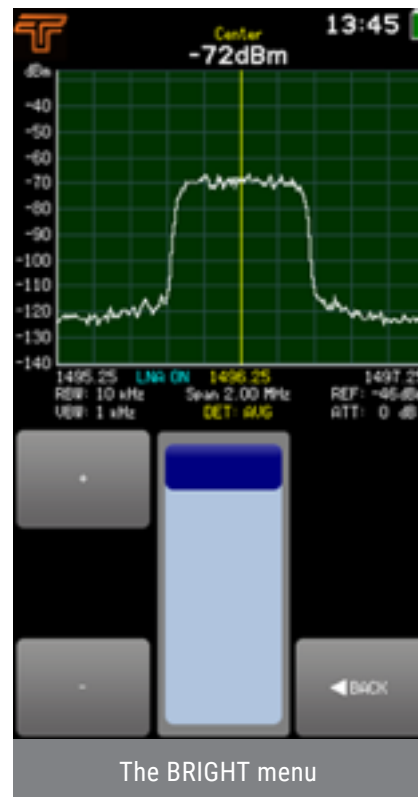 Center
13:45
-72dBm
dBm
-40
-50
-60
-70
-80
-90
-100
-110
-120
-130
-140
1495.25 LNA ON 1496.25 1497.2
RBW: 10 kHz Span 2.00 MHz REF: -46dB
VBW: 1 kHz DET: AVG ATT: 0 dB
+
-
◀BACK
The BRIGHT menu